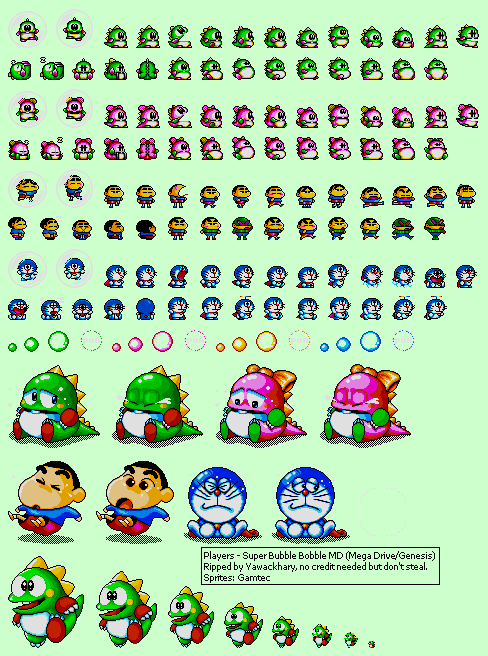 Players - Super Bubble Bobble MD (Mega Drive/Genesis)
Ripped by Yawackhary, no credit needed but don't steal.
Sprites: Gamtec